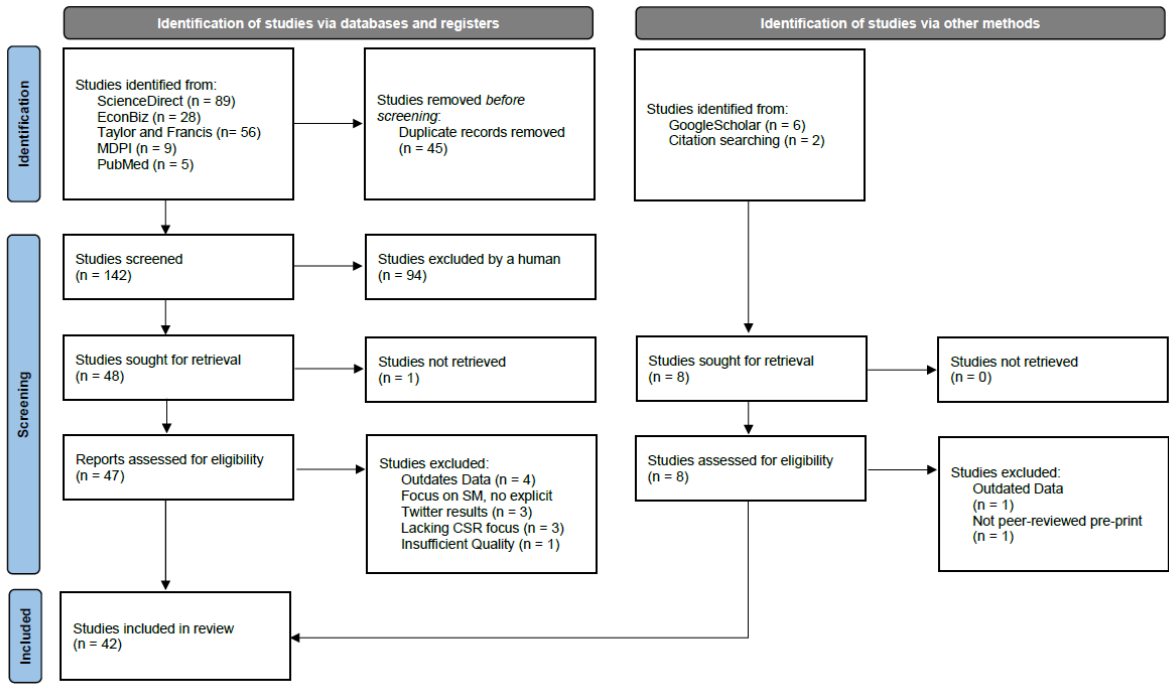 Identification of studies via databases and registers
Identification of studies via other methods
Identification
Studies identified from:
ScienceDirect (n = 89)
EconBiz (n = 28)
Taylor and Francis (n= 56)
MDPI (n = 9)
PubMed (n = 5)
Studies removed before
screening:
Duplicate records removed
(n = 45)
Studies identified from:
GoogleScholar (n = 6)
Citation searching (n = 2)
Screening
Studies screened
(n = 142)
Studies excluded by a human
(n = 94)
Studies sought for retrieval
(n = 48)
Studies not retrieved
(n = 1)
Studies sought for retrieval
(n = 8)
Studies not retrieved
(n = 0)
Reports assessed for eligibility
(n = 47)
Studies excluded:
Outdates Data (n = 4)
Focus on SM, no explicit
Twitter results (n = 3)
Lacking CSR focus (n = 3)
Insufficient Quality (n = 1)
Studies assessed for eligibility
(n = 8)
Studies excluded:
Outdated Data
(n = 1)
Not peer-reviewed pre-print
(n = 1)
Included
Studies included in review
(n = 42)